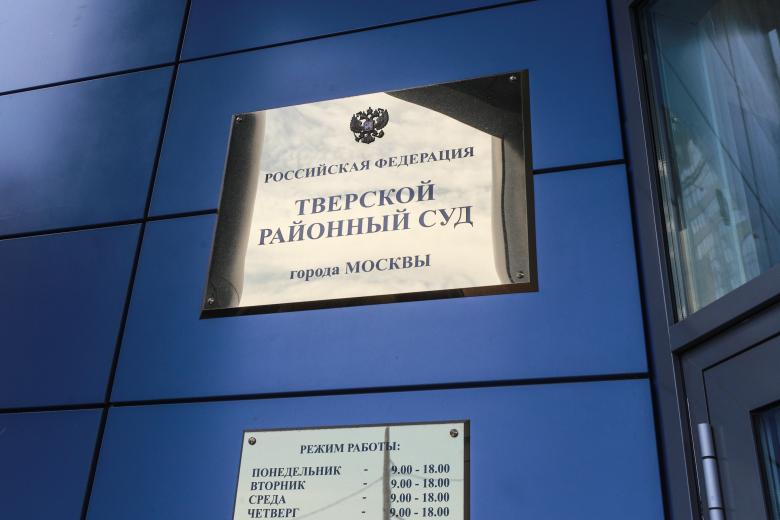 РОССИЙСКАЯ ФЕДЕРАЦИЯ
ТВЕРСКОЙ
РАЙОННЫЙ СУД
города МОСКВЫ
РЕЖИМ РАБОТЫ:
ПОНЕДЕЛЬНИК - 9.00 - 18.00
ВТОРНИК - 9.00 - 18.00
СРЕДА - 9.00 - 18.00
ЧЕТВЕРГ - 9.00 - 18.00